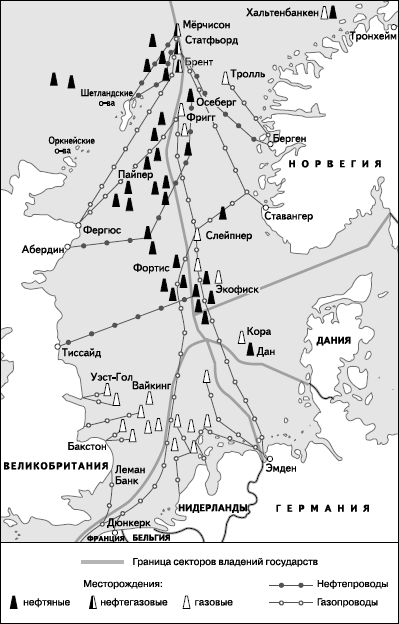 Хальтенбанкен
Мёрчисон
Тронхейм
Статфьорд
Брент
Тролль
Шетландские
о-ва
Осеберг
Фригг
Берген
Оркнейские
о-ва
НОРВЕГИЯ
Пайпер
Ставангер
Фергюс
Абердин
Слейпнер
Фортис
Экофиск
Кора
ДАНИЯ
Дан
Тиссайд
Уэст-Гол
Вайкинг
Бакстон
ВЕЛИКОБРИТАНИЯ
Леман
Банк
Эмден
НИДЕРЛАНДЫ
ГЕРМАНИЯ
Дюнкерк
ФРАНЦИЯ
БЕЛЬГИЯ
Граница секторов владений государств
Месторождения:
Нефтепроводы
нефтяные
нефтегазовые
газовые
Газопроводы